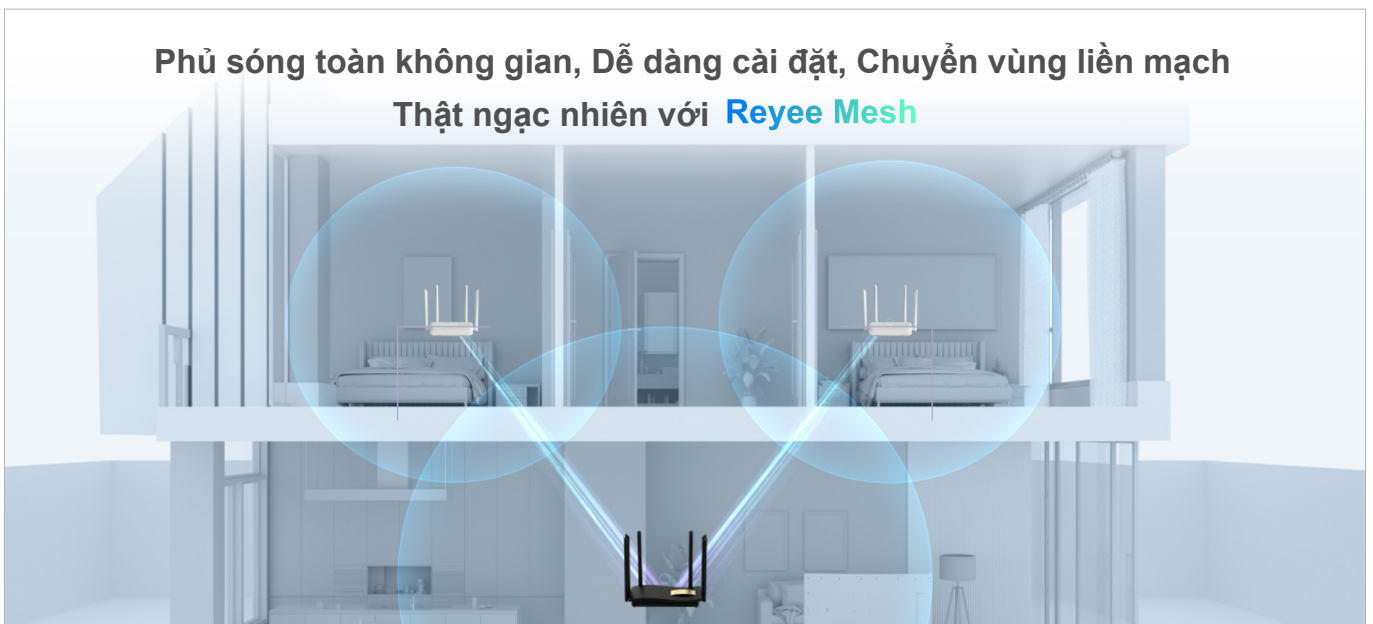 Phủ sóng toàn không gian, Dễ dàng cài đặt, Chuyển vùng liền mạch
Thật ngạc nhiên với Reyee Mesh